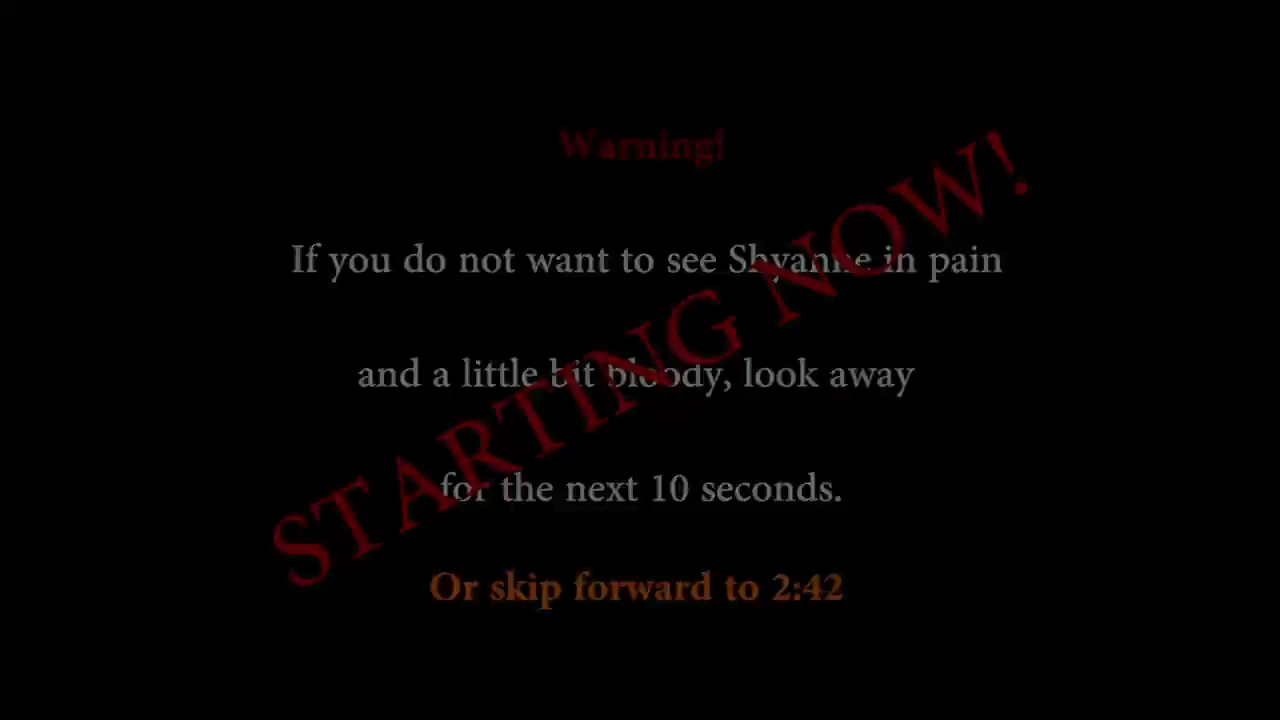 Warning!
If you do not want to see Shyanne in pain
and a little bit bloody, look away
for the next 10 seconds.
Or skip forward to 2:42
STARTING NOW!